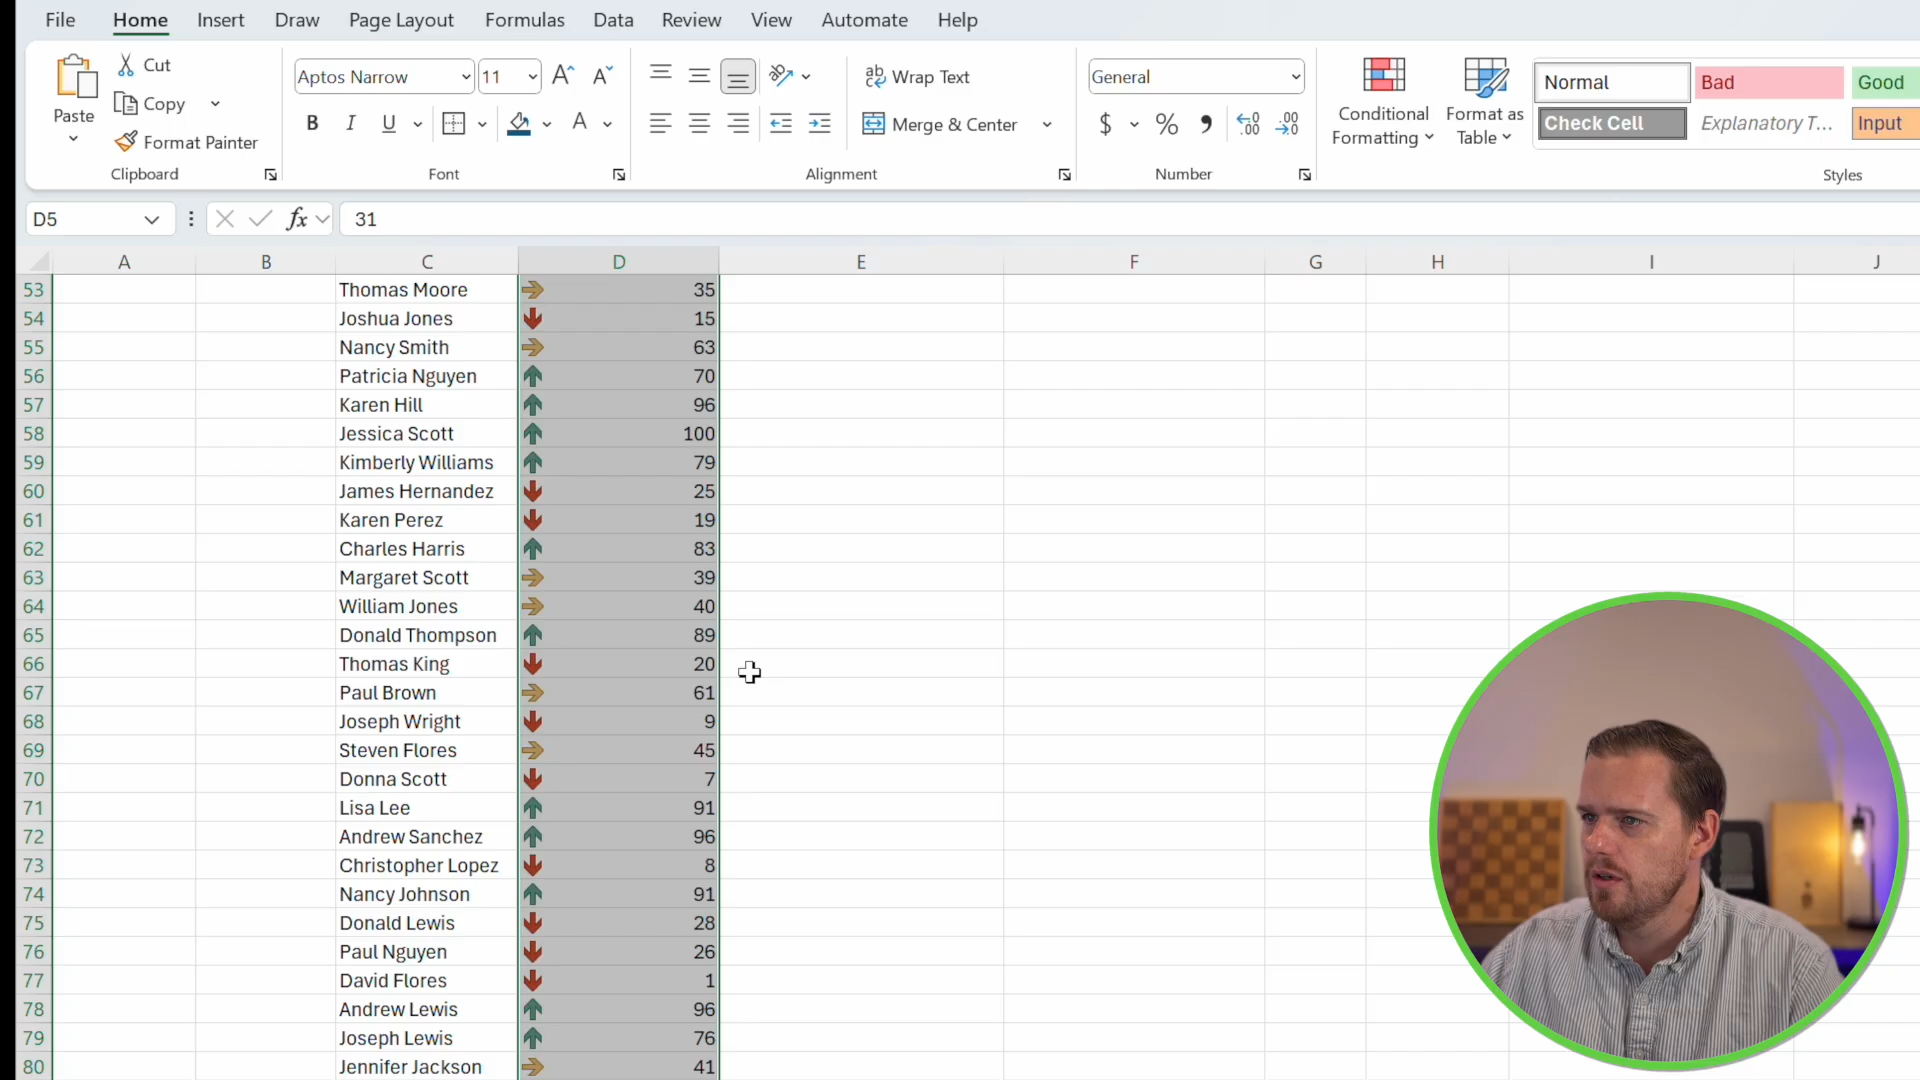 File Home Insert Draw Page Layout Formulas Data Review View Automate Help
Paste
Cut
Copy
Format Painter
Clipboard
Aptos Narrow 11
B I U
Font
Wrap Text
Merge & Center
Alignment
General
$ % 9 .00 .00
Number
Conditional Formatting
Format as Table
Normal Bad Good
Check Cell Explanatory T... Input
Styles
D5 fx 31
A B C D E F G H I J
53 Thomas Moore 35
54 Joshua Jones 15
55 Nancy Smith 63
56 Patricia Nguyen 70
57 Karen Hill 96
58 Jessica Scott 100
59 Kimberly Williams 79
60 James Hernandez 25
61 Karen Perez 19
62 Charles Harris 83
63 Margaret Scott 39
64 William Jones 40
65 Donald Thompson 89
66 Thomas King 20
67 Paul Brown 61
68 Joseph Wright 9
69 Steven Flores 45
70 Donna Scott 7
71 Lisa Lee 91
72 Andrew Sanchez 96
73 Christopher Lopez 8
74 Nancy Johnson 91
75 Donald Lewis 28
76 Paul Nguyen 26
77 David Flores 1
78 Andrew Lewis 96
79 Joseph Lewis 76
80 Jennifer Jackson 41